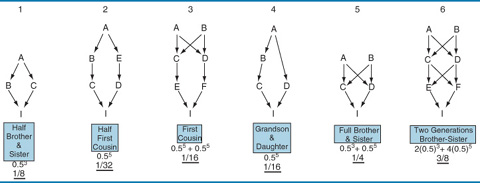 1 2 3 4 5 6
A
B C
I
A
B E
C D
I
A B
C D
E F
I
A
B
C D
I
A B
C D
I
A B
C D
E F
I
Half
Brother
&
Sister
0.5³
1/8
Half
First
Cousin
0.5⁵
1/32
First
Cousin
0.5⁵ + 0.5⁵
1/16
Grandson
&
Daughter
0.5⁵
1/16
Full Brother
& Sister
0.5³+ 0.5⁵
1/4
Two Generations
Brother-Sister
2(0.5)³ + 4(0.5)⁵
3/8